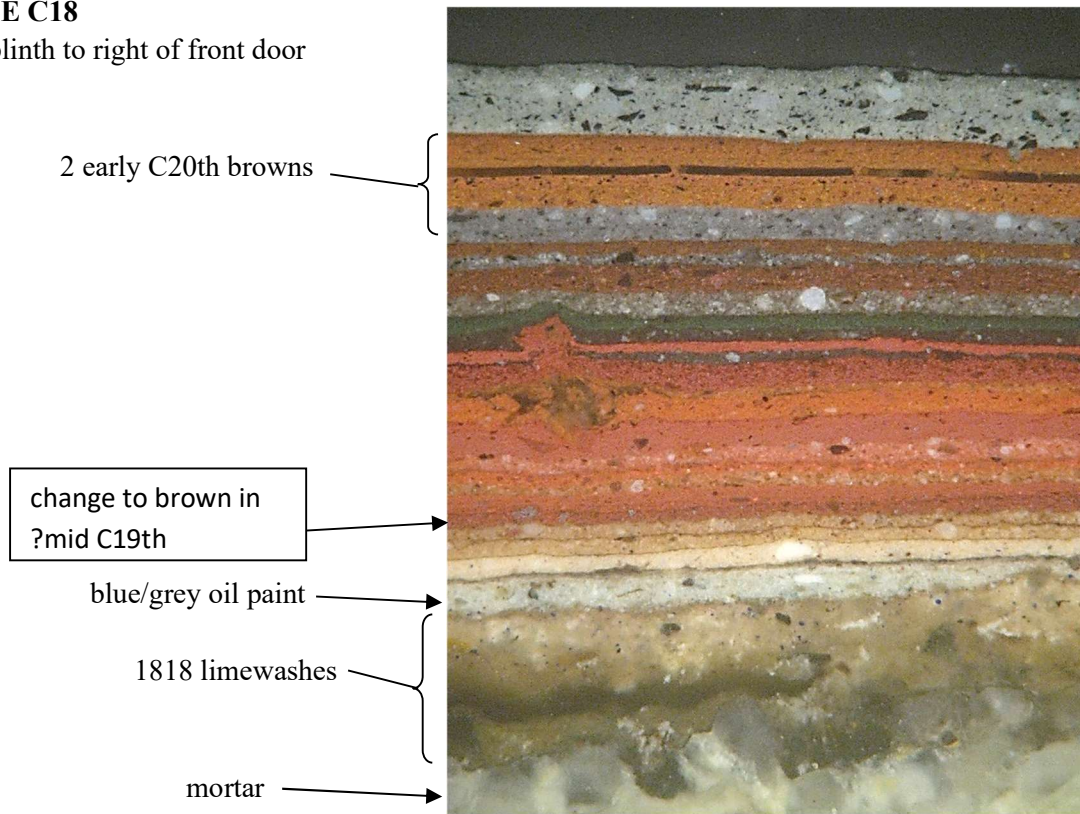 E C18
plinth to right of front door
2 early C20th browns
change to brown in
?mid C19th
blue/grey oil paint
1818 limewashes
mortar